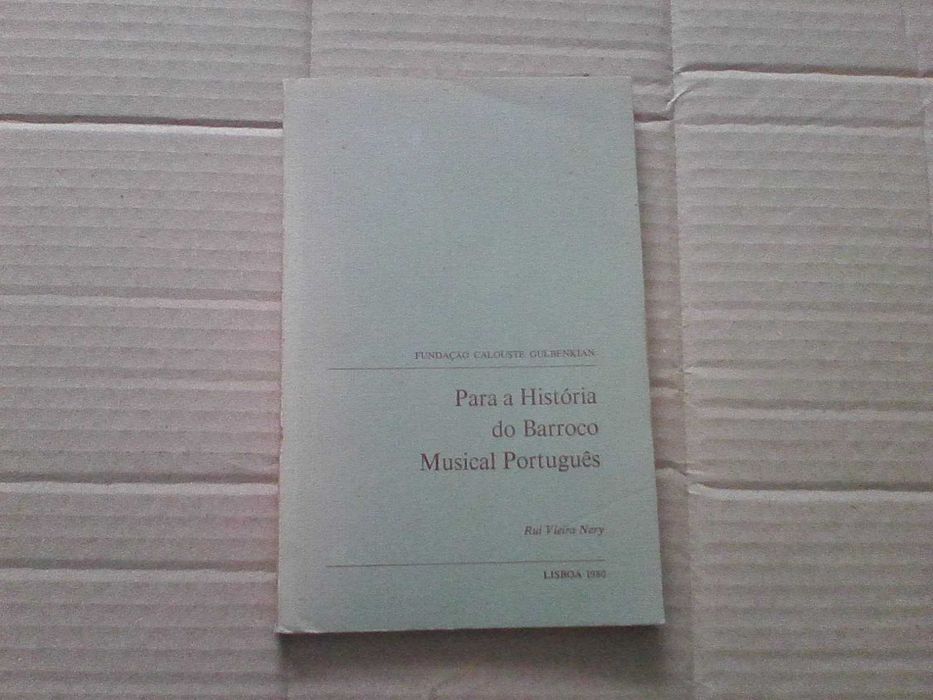 FUNDAÇÃO CALOUSTE GULBENKIAN
Para a História
do Barroco
Musical Português
Rui Vieira Nery
LISBOA 1980